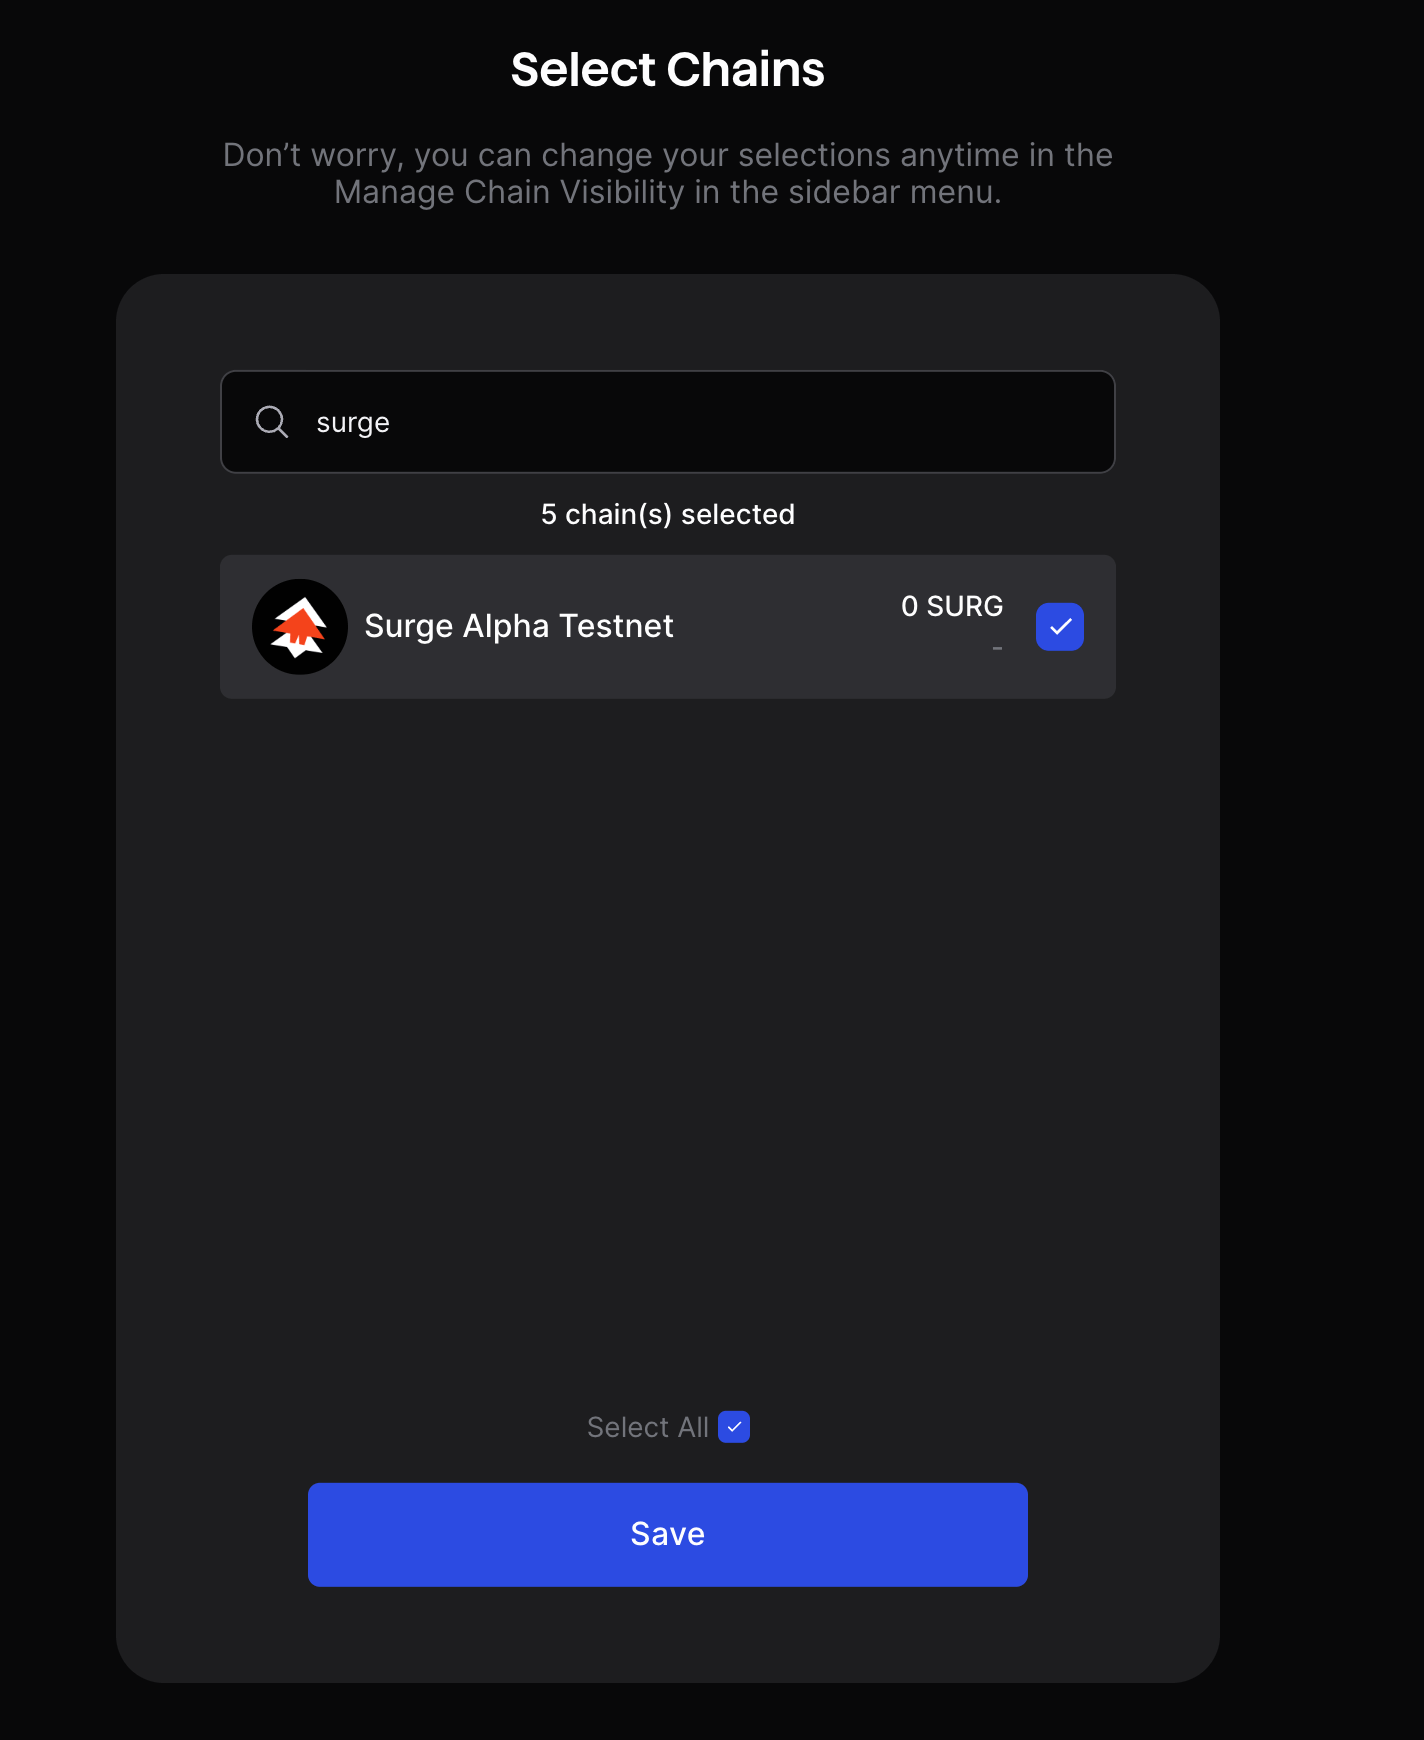 Select Chains
Don’t worry, you can change your selections anytime in the
Manage Chain Visibility in the sidebar menu.
surge
5 chain(s) selected
Surge Alpha Testnet
0 SURG
-
Select All
Save